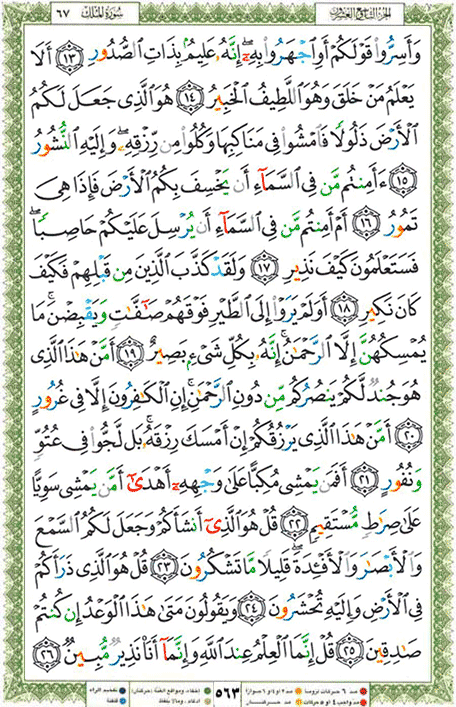 سُورَةُ المُلْكِ ٦٧ الجزءُ التاسع والعشرون
وَأَسِرُّوا۟ قَوْلَكُمْ أَوِ ٱجْهَرُوا۟ بِهِۦٓ ۖ إِنَّهُۥ عَلِيمٌۢ بِذَاتِ ٱلصُّدُورِ ١٣ أَلَا
يَعْلَمُ مَنْ خَلَقَ وَهُوَ ٱللَّطِيفُ ٱلْخَبِيرُ ١٤ هُوَ ٱلَّذِى جَعَلَ لَكُمُ
ٱلْأَرْضَ ذَلُولًا فَٱمْشُوا۟ فِى مَنَاكِبِهَا وَكُلُوا۟ مِن رِّزْقِهِۦ ۖ وَإِلَيْهِ ٱلنُّشُورُ
١٥ ءَأَمِنتُم مَّن فِى ٱلسَّمَآءِ أَن يَخْسِفَ بِكُمُ ٱلْأَرْضَ فَإِذَا هِىَ
تَمُورُ ١٦ أَمْ أَمِنتُم مَّن فِى ٱلسَّمَآءِ أَن يُرْسِلَ عَلَيْكُمْ حَاصِبًا ۖ
فَسَتَعْلَمُونَ كَيْفَ نَذِيرِ ١٧ وَلَقَدْ كَذَّبَ ٱلَّذِينَ مِن قَبْلِهِمْ فَكَيْفَ
كَانَ نَكِيرِ ١٨ أَوَلَمْ يَرَوْا۟ إِلَى ٱلطَّيْرِ فَوْقَهُمْ صَٰٓفَّٰتٍ وَيَقْبِضْنَ ۚ مَا
يُمْسِكُهُنَّ إِلَّا ٱلرَّحْمَٰنُ ۚ إِنَّهُۥ بِكُلِّ شَىْءٍۭ بَصِيرٌ ١٩ أَمَّنْ هَٰذَا ٱلَّذِى
هُوَ جُندٌ لَّكُمْ يَنصُرُكُم مِّن دُونِ ٱلرَّحْمَٰنِ ۚ إِنِ ٱلْكَٰفِرُونَ إِلَّا فِى غُرُورٍ
٢٠ أَمَّنْ هَٰذَا ٱلَّذِى يَرْزُقُكُمْ إِنْ أَمْسَكَ رِزْقَهُۥ ۚ بَل لَّجُّوا۟ فِى عُتُوٍّ
وَنُفُورٍ ٢١ أَفَمَن يَمْشِى مُكِبًّا عَلَىٰ وَجْهِهِۦٓ أَهْدَىٰٓ أَمَّن يَمْشِى سَوِيًّا
عَلَىٰ صِرَٰطٍ مُّسْتَقِيمٍ ٢٢ قُلْ هُوَ ٱلَّذِىٓ أَنشَأَكُمْ وَجَعَلَ لَكُمُ ٱلسَّمْعَ
وَٱلْأَبْصَٰرَ وَٱلْأَفْـِٔدَةَ ۖ قَلِيلًا مَّا تَشْكُرُونَ ٢٣ قُلْ هُوَ ٱلَّذِى ذَرَأَكُمْ
فِى ٱلْأَرْضِ وَإِلَيْهِ تُحْشَرُونَ ٢٤ وَيَقُولُونَ مَتَىٰ هَٰذَا ٱلْوَعْدُ إِن كُنتُمْ
صَٰدِقِينَ ٢٥ قُلْ إِنَّمَا ٱلْعِلْمُ عِندَ ٱللَّهِ وَإِنَّمَآ أَنَا۠ نَذِيرٌ مُّبِينٌ ٢٦
٥٦٣